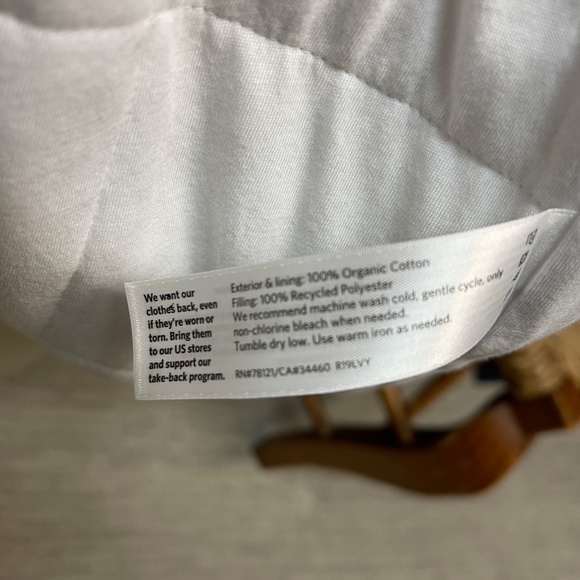 We want our
clothes back, even
if they're worn or
torn. Bring them
to our US stores
and support our
take-back program.
Exterior & lining: 100% Organic Cotton
Filling: 100% Recycled Polyester
We recommend machine wash cold, gentle cycle, only
non-chlorine bleach when needed.
Tumble dry low. Use warm iron as needed.
RN#78121/CA#34460 R19LVY